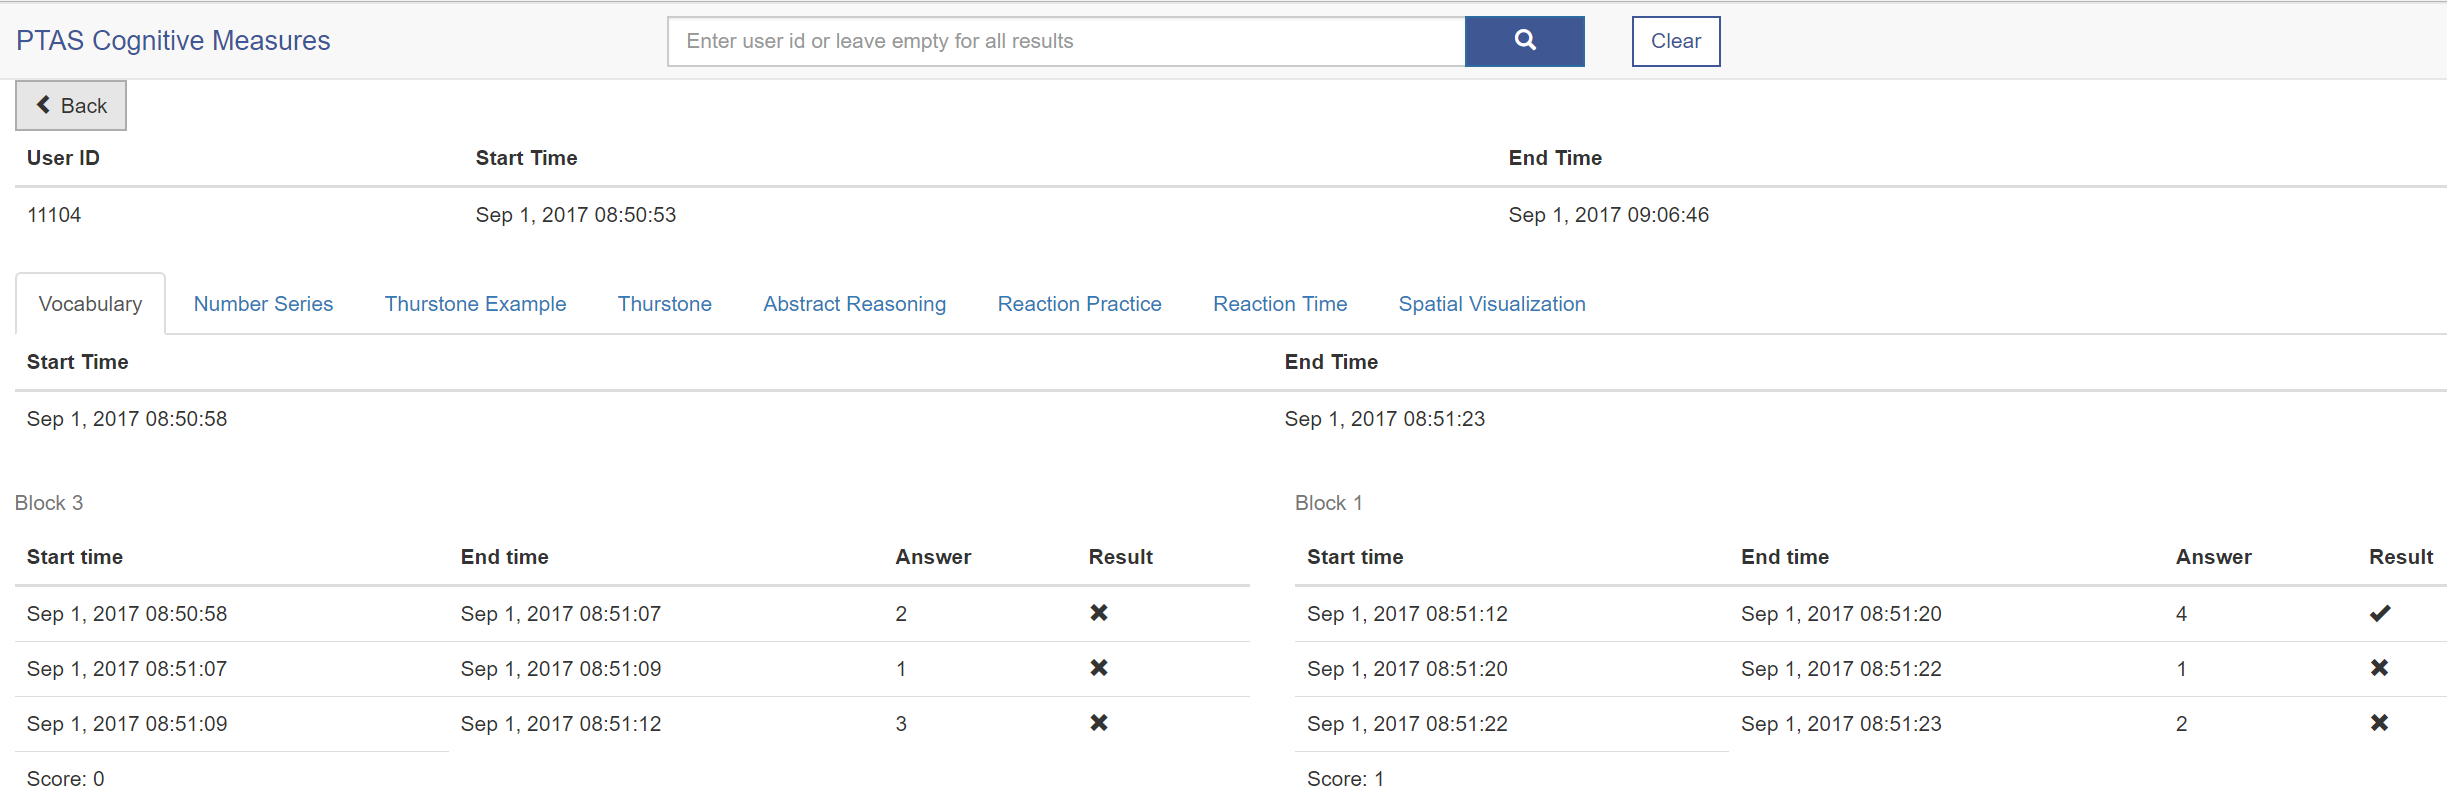 PTAS Cognitive Measures Enter user id or leave empty for all results Clear
Back
User ID Start Time End Time
11104 Sep 1, 2017 08:50:53 Sep 1, 2017 09:06:46
Vocabulary Number Series Thurstone Example Thurstone Abstract Reasoning Reaction Practice Reaction Time Spatial Visualization
Start Time End Time
Sep 1, 2017 08:50:58 Sep 1, 2017 08:51:23
Block 3
Start time End time Answer Result
Sep 1, 2017 08:50:58 Sep 1, 2017 08:51:07 2
Sep 1, 2017 08:51:07 Sep 1, 2017 08:51:09 1
Sep 1, 2017 08:51:09 Sep 1, 2017 08:51:12 3
Score: 0
Block 1
Start time End time Answer Result
Sep 1, 2017 08:51:12 Sep 1, 2017 08:51:20 4
Sep 1, 2017 08:51:20 Sep 1, 2017 08:51:22 1
Sep 1, 2017 08:51:22 Sep 1, 2017 08:51:23 2
Score: 1